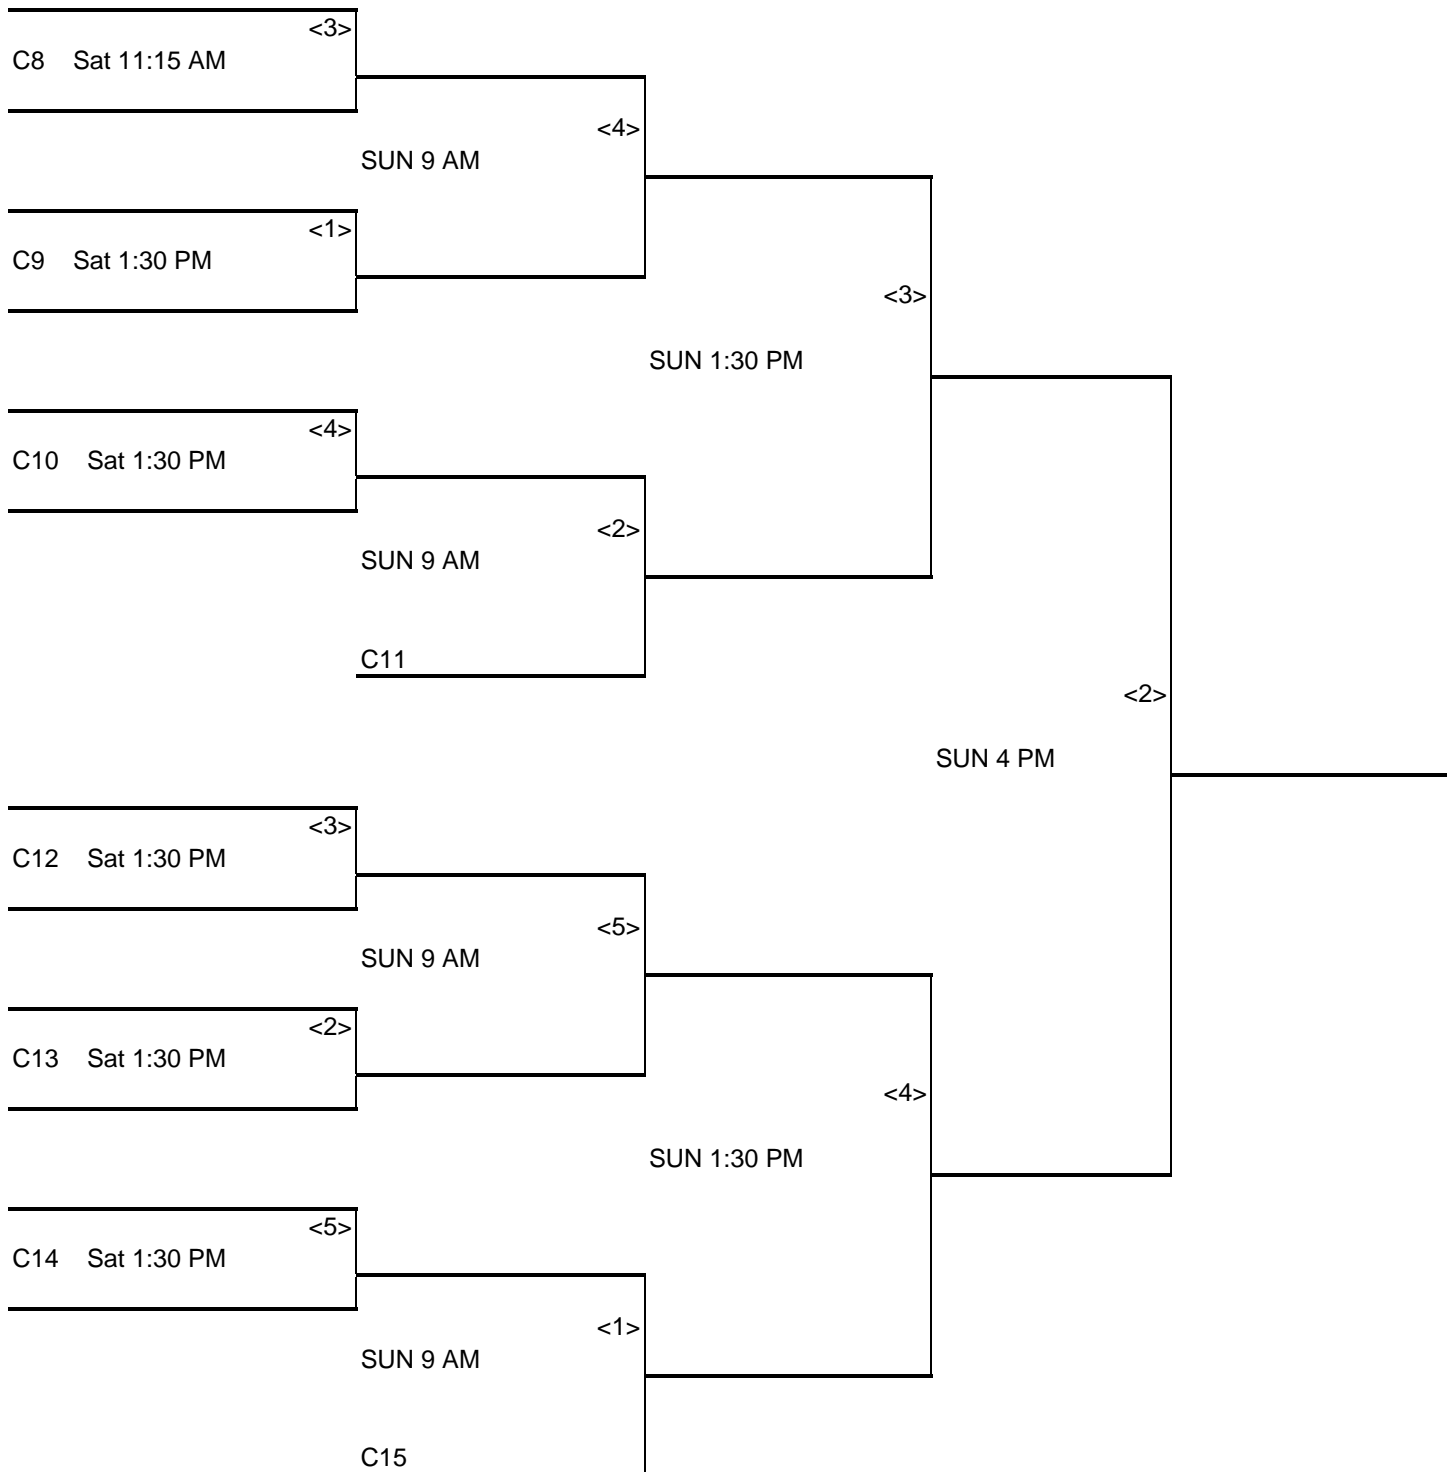 <3>
C8 Sat 11:15 AM
<4>
SUN 9 AM
<1>
C9 Sat 1:30 PM
<3>
SUN 1:30 PM
<4>
C10 Sat 1:30 PM
<2>
SUN 9 AM
C11
<2>
SUN 4 PM
<3>
C12 Sat 1:30 PM
<5>
SUN 9 AM
<2>
C13 Sat 1:30 PM
<4>
SUN 1:30 PM
<5>
C14 Sat 1:30 PM
<1>
SUN 9 AM
C15